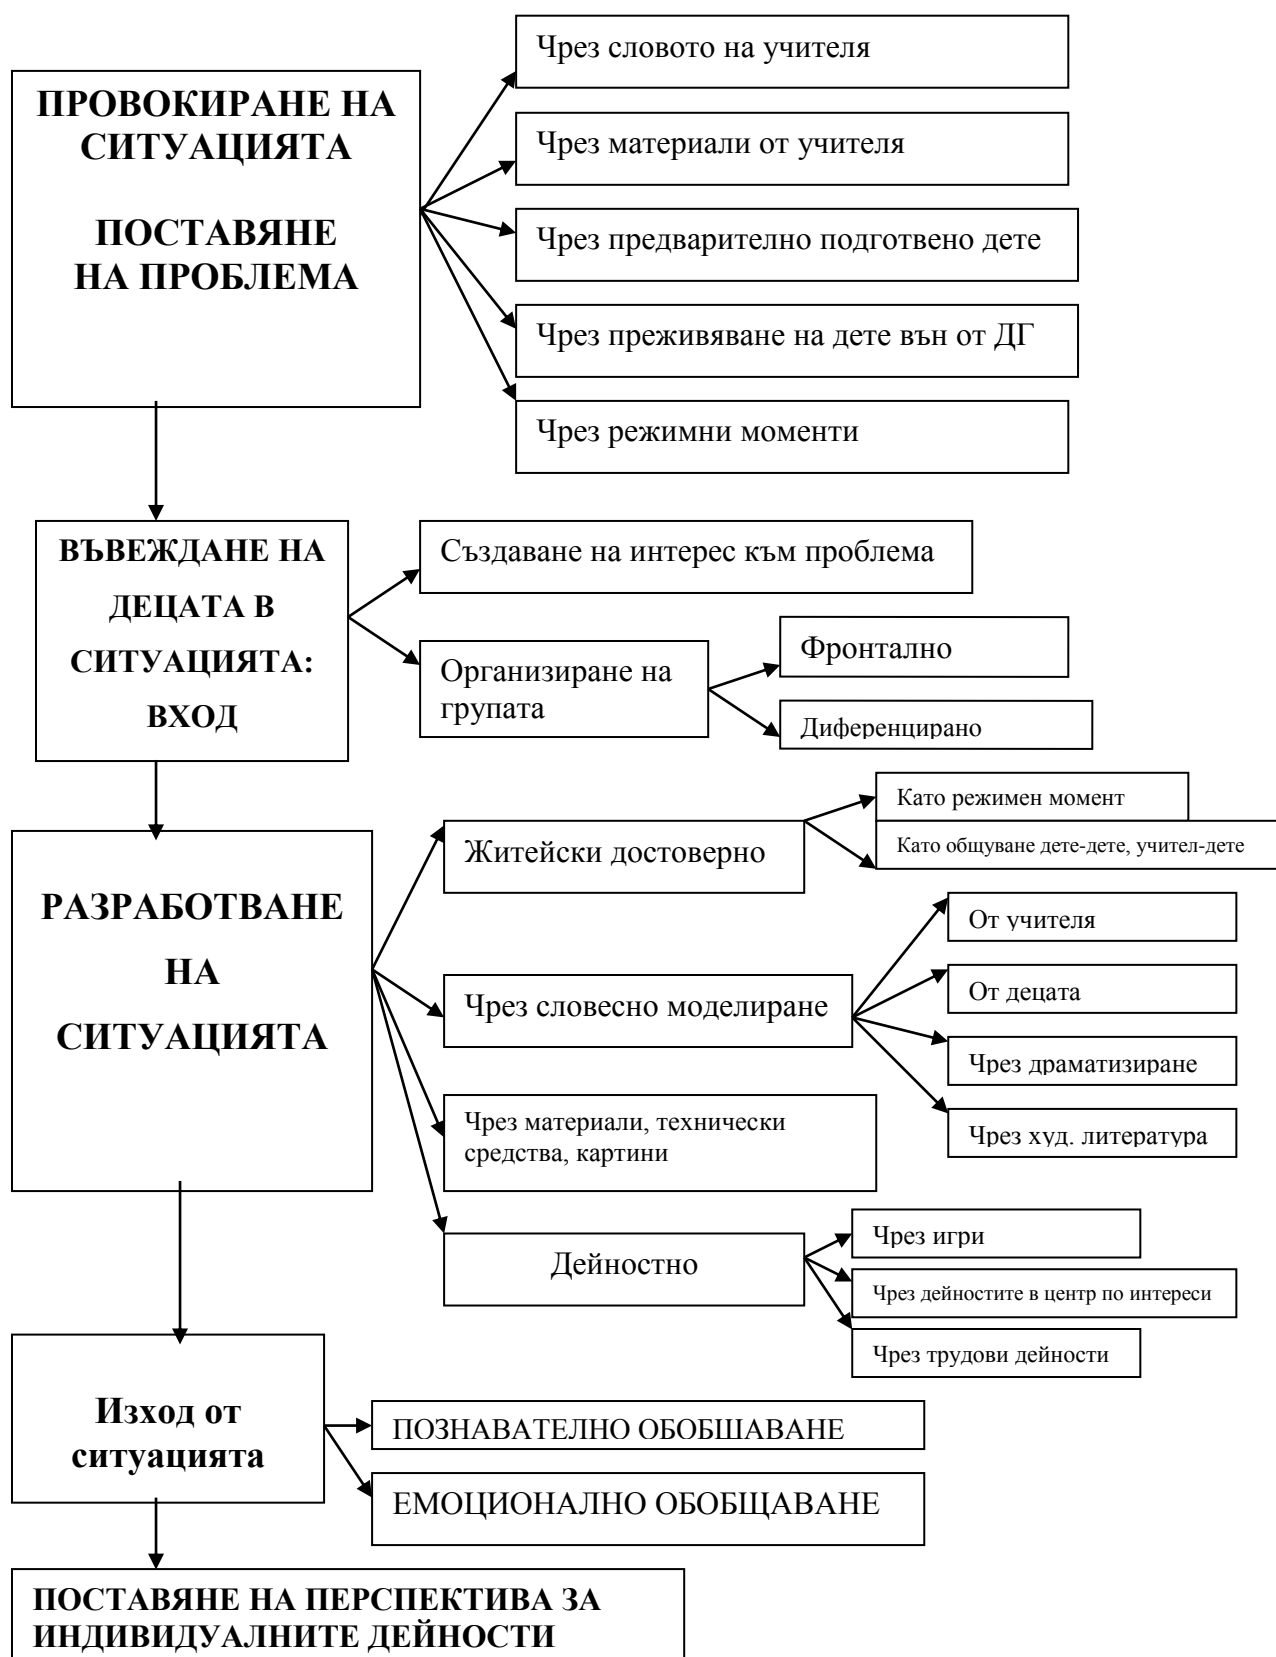 ПРОВОКИРАНЕ НА
СИТУАЦИЯТА
ПОСТАВЯНЕ
НА ПРОБЛЕМА
Чрез словото на учителя
Чрез материали от учителя
Чрез предварително подготвено дете
Чрез преживяване на дете вън от ДГ
Чрез режимни моменти
ВЪВЕЖДАНЕ НА
ДЕЦАТА В
СИТУАЦИЯТА:
ВХОД
Създаване на интерес към проблема
Организиране на
групата
Фронтално
Диференцирано
РАЗРАБОТВАНЕ
НА
СИТУАЦИЯТА
Житейски достоверно
Като режимен момент
Като общуване дете-дете, учител-дете
Чрез словесно моделиране
От учителя
От децата
Чрез драматизиране
Чрез худ. литература
Чрез материали, технически
средства, картини
Дейностно
Чрез игри
Чрез дейностите в център по интереси
Чрез трудови дейности
Изход от
ситуацията
ПОЗНАВАТЕЛНО ОБОБШАВАНЕ
ЕМОЦИОНАЛНО ОБОБЩАВАНЕ
ПОСТАВЯНЕ НА ПЕРСПЕКТИВА ЗА
ИНДИВИДУАЛНИТЕ ДЕЙНОСТИ